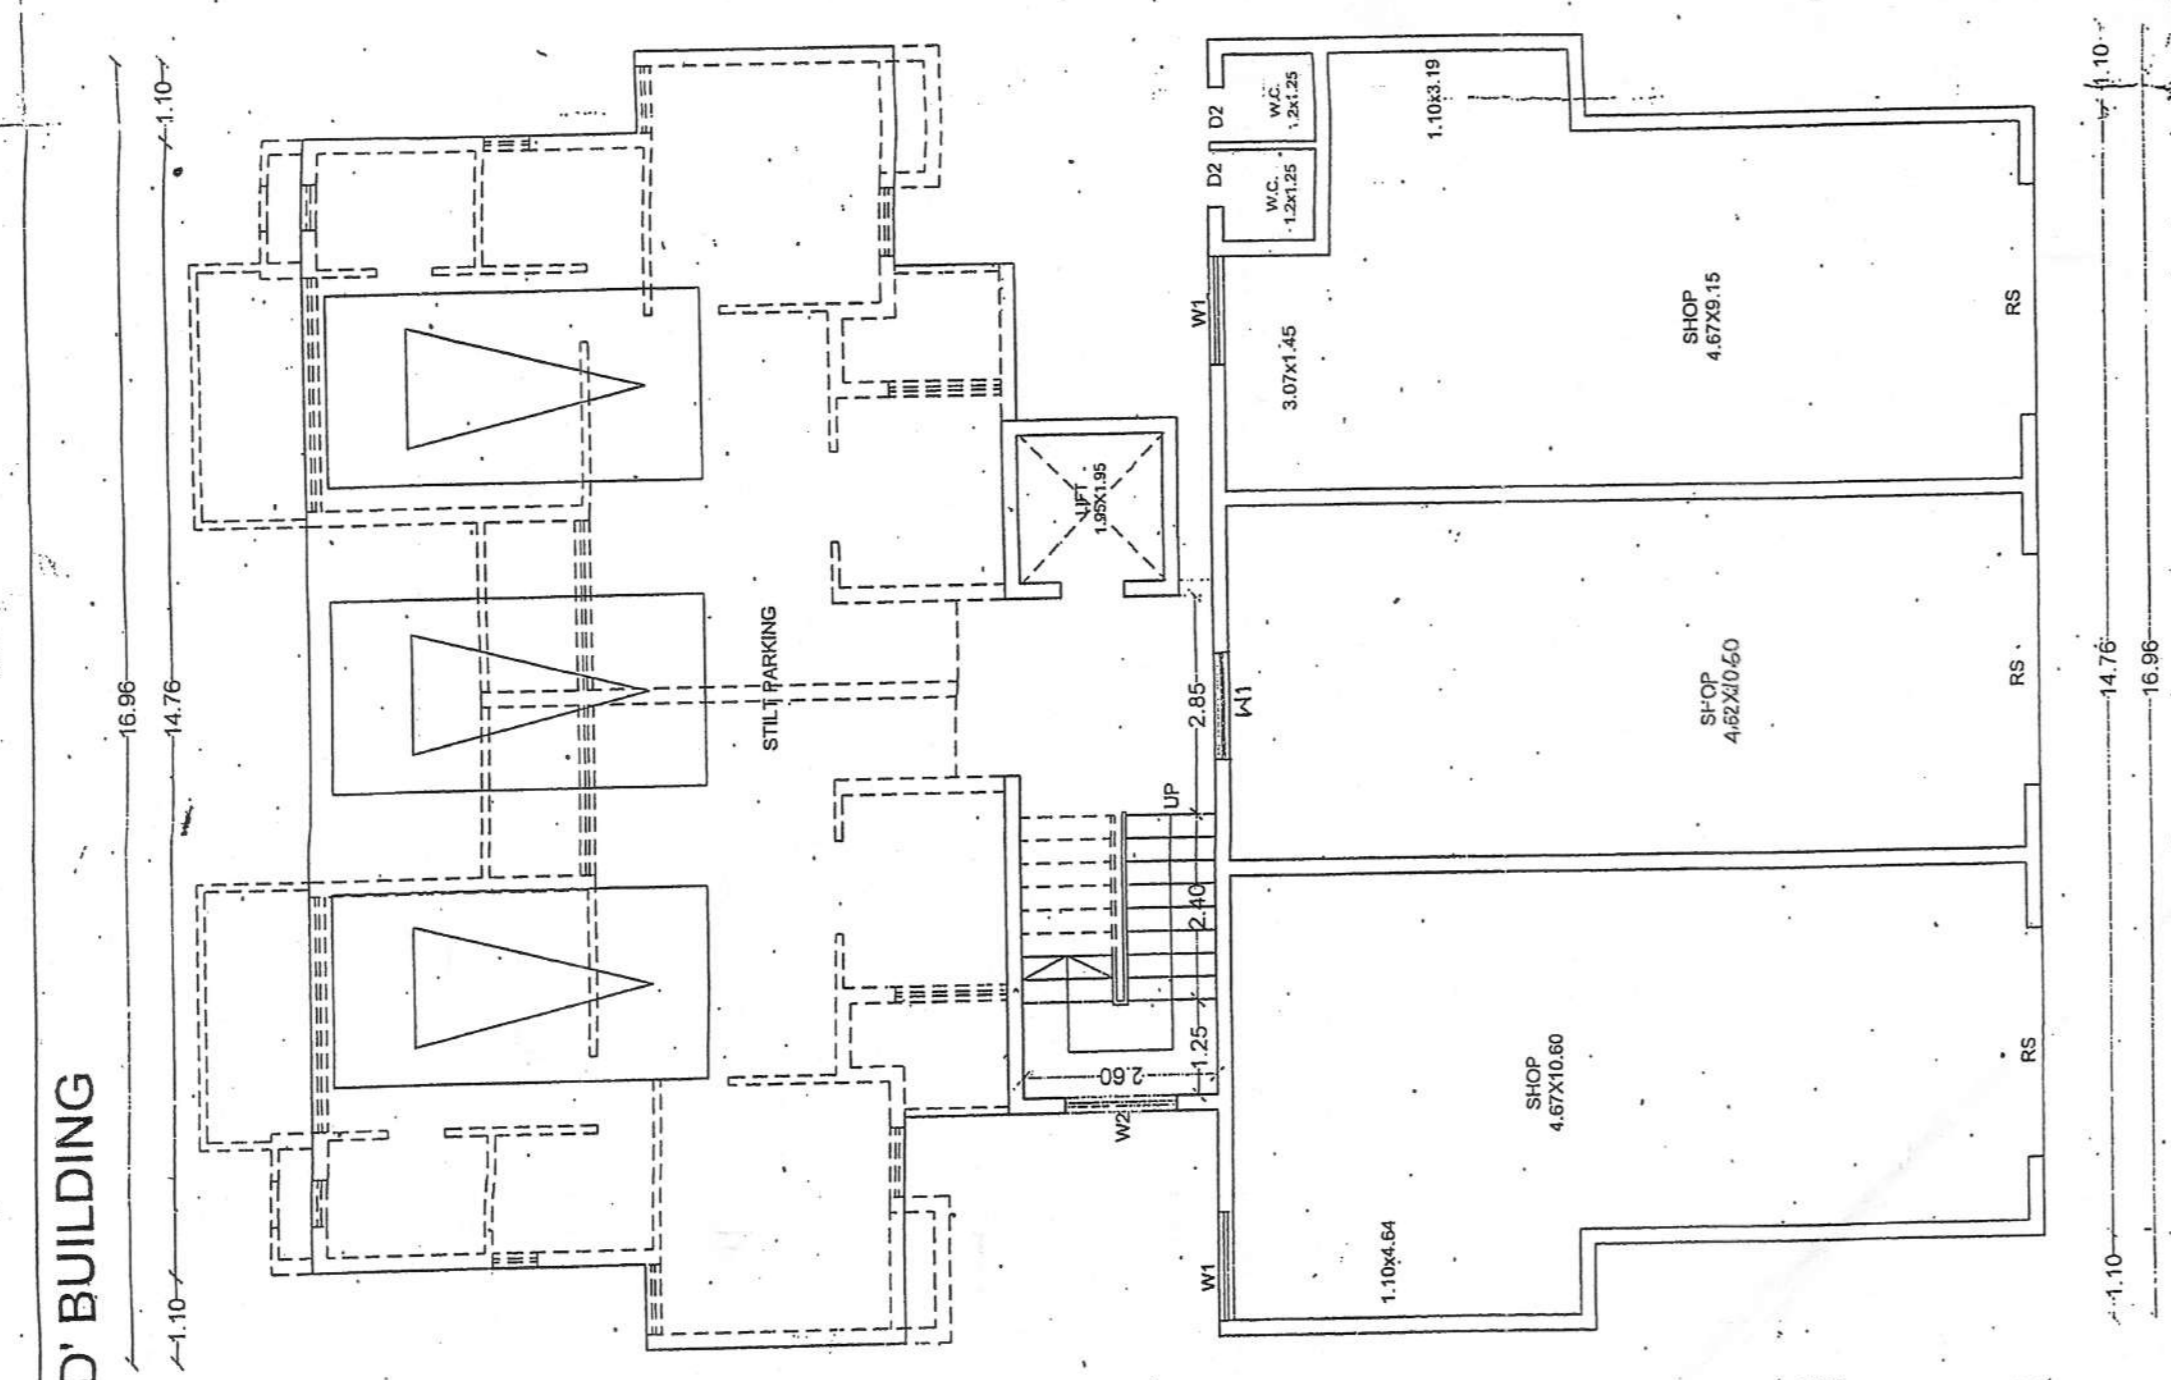 D' BUILDING
16.96
14.76
1.10
1.10
STILT PARKING
LIFT
1.95X1.95
UP
2.85
2.40
1.25
2.60
W2
D2
D2
W.C.
1.2x1.25
W.C.
1.2x1.25
W1
W1
W1
1.10x3.19
3.07x1.45
SHOP
4.67X9.15
RS
SHOP
4.62X10.60
RS
SHOP
4.67X10.60
RS
1.10x4.64
1.10
14.76
1.10
16.96